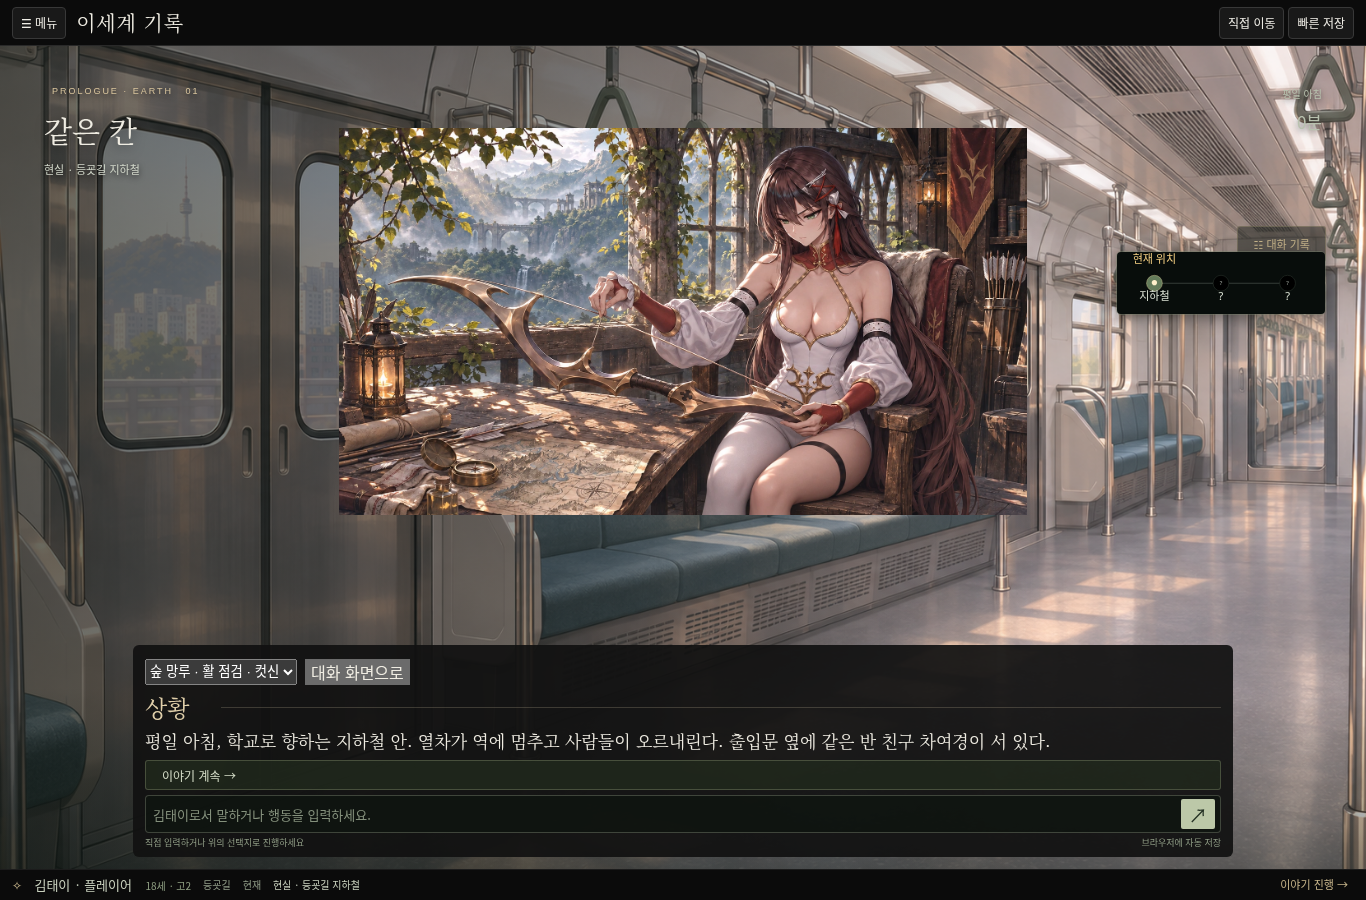 ☰ 메뉴 이세계 기록 직접 이동 빠른 저장
PROLOGUE · EARTH 01
평일 아침
같은 칸
0부
현실 · 등굣길 지하철
☷ 대화 기록
현재 위치
? ?
지하철 ? ?
숲 망루 · 활 점검 · 컷신 대화 화면으로
상황
평일 아침, 학교로 향하는 지하철 안. 열차가 역에 멈추고 사람들이 오르내린다. 출입문 옆에 같은 반 친구 차여경이 서 있다.
이야기 계속 →
김태이로서 말하거나 행동을 입력하세요. ↗
직접 입력하거나 위의 선택지로 진행하세요 브라우저에 자동 저장
✧ 김태이 · 플레이어 18세 · 고2 등굣길 현재 현실 · 등굣길 지하철 이야기 진행 →